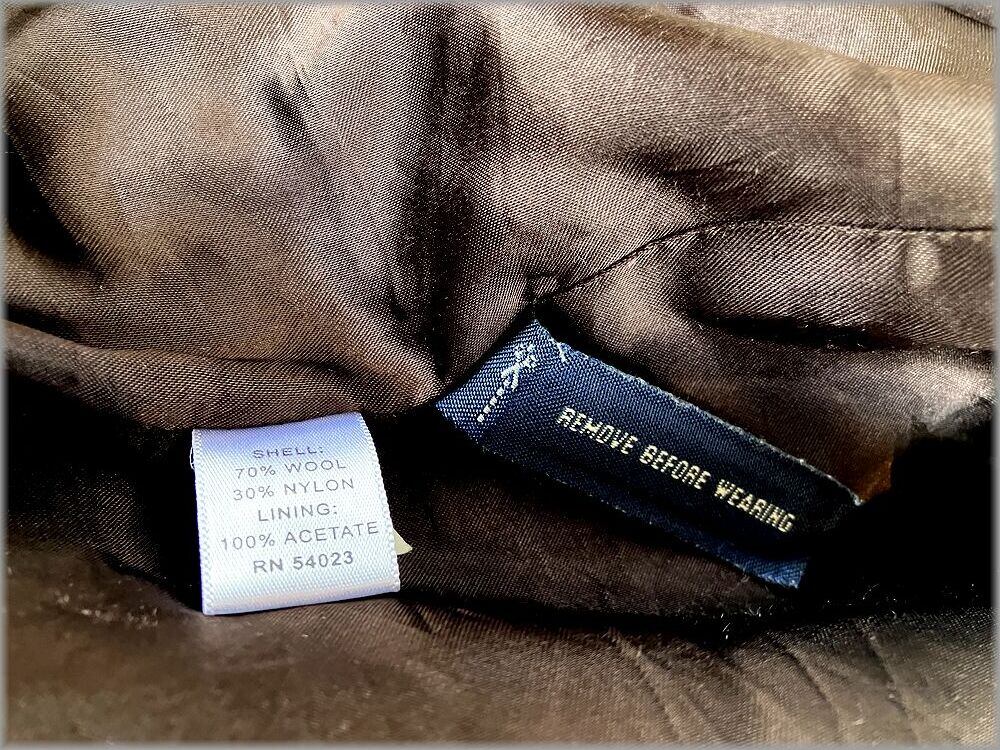 SHELL:
70% WOOL
30% NYLON
LINING:
100% ACETATE
RN 54023
REMOVE BEFORE WEARING